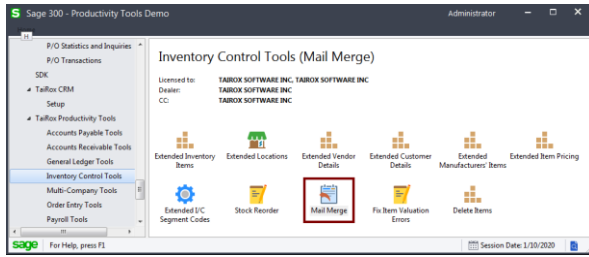 S Sage 300 - Productivity Tools Demo
Administrator
H
P/O Statistics and Inquiries
P/O Transactions
SDK
TaiRox CRM
Setup
TaiRox Productivity Tools
Accounts Payable Tools
Accounts Receivable Tools
General Ledger Tools
Inventory Control Tools
Multi-Company Tools
Order Entry Tools
Payroll Tools
Inventory Control Tools (Mail Merge)
Licensed to: TAIROX SOFTWARE INC, TAIROX SOFTWARE INC
Dealer: TAIROX SOFTWARE INC
CC: TAIROX SOFTWARE INC
Extended Inventory
Items
Extended Locations
Extended Vendor
Details
Extended Customer
Details
Extended
Manufacturers' Items
Extended Item Pricing
Extended I/C
Segment Codes
Stock Reorder
Mail Merge
Fix Item Valuation
Errors
Delete Items
sage For Help, press F1
Session Date: 1/10/2020